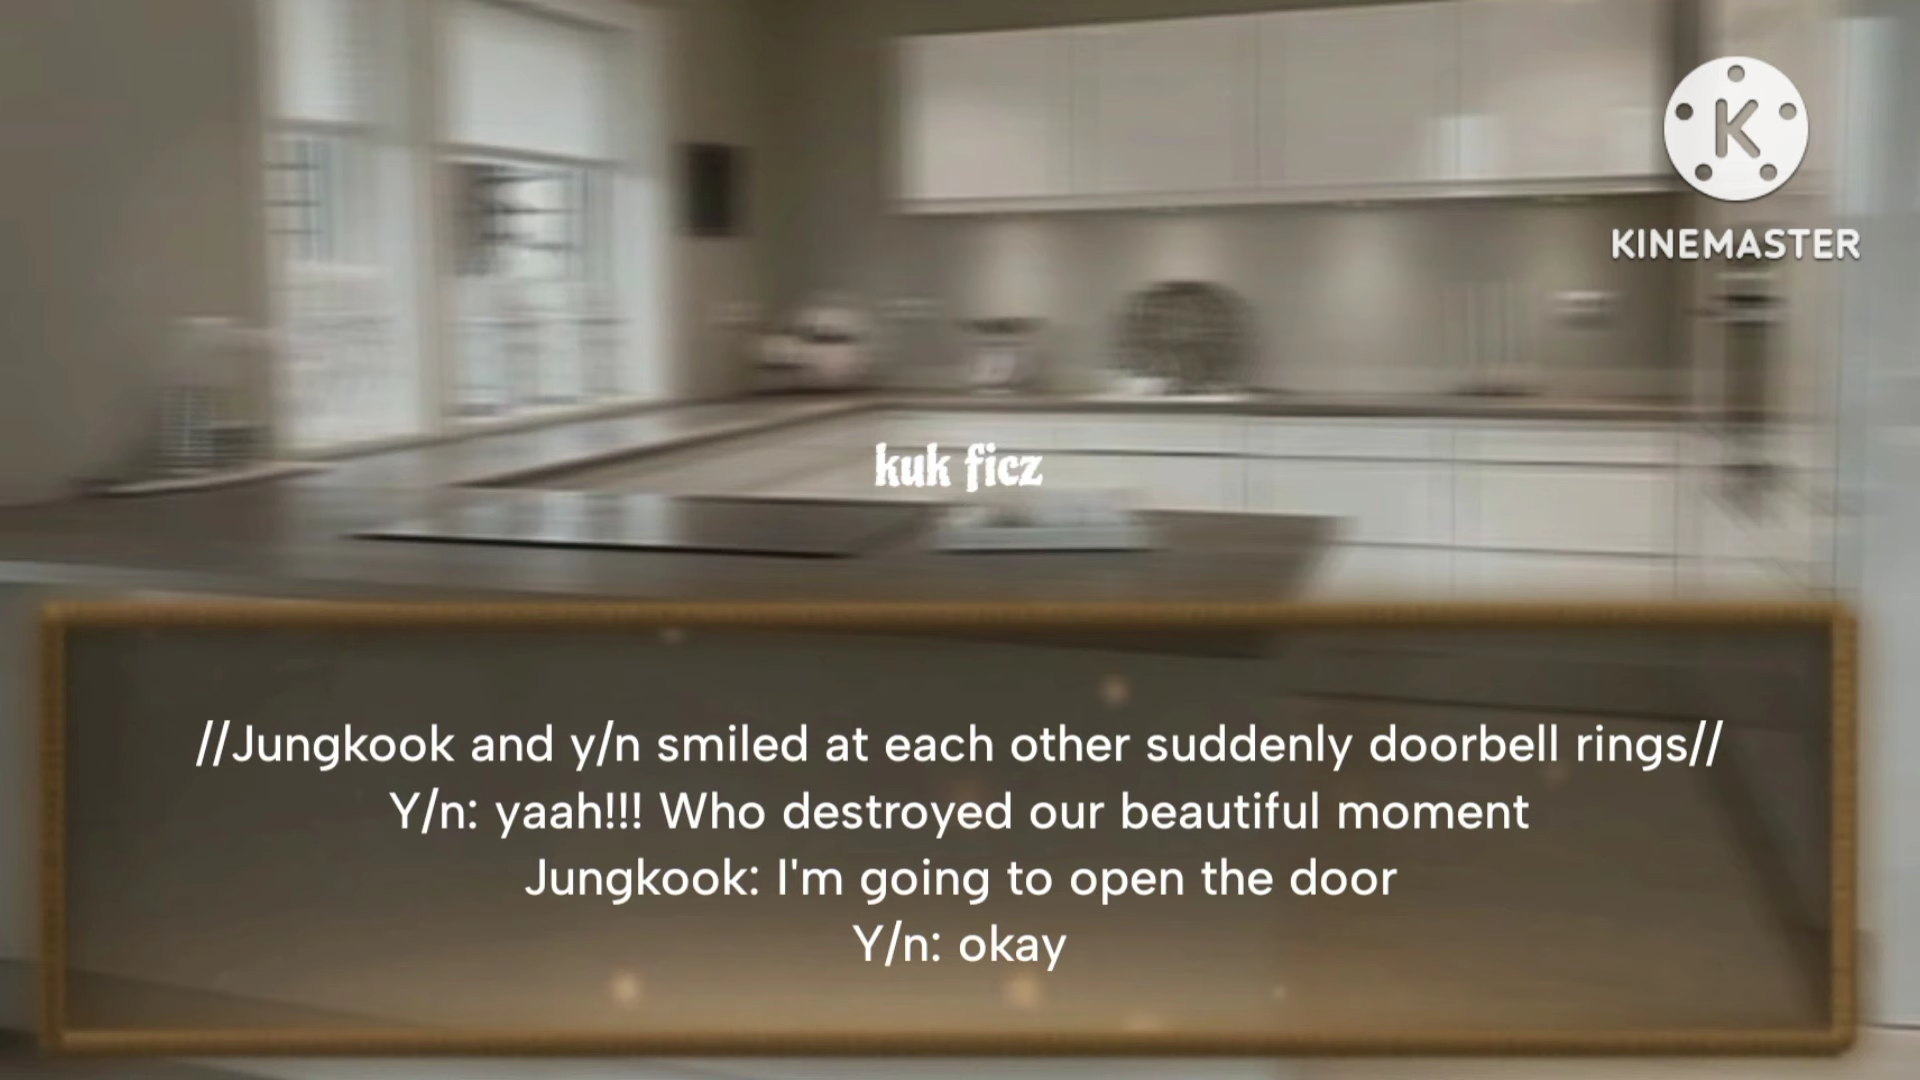 K
KINEMASTER
kuk ficz
//Jungkook and y/n smiled at each other suddenly doorbell rings//
Y/n: yaah!!! Who destroyed our beautiful moment
Jungkook: I'm going to open the door
Y/n: okay